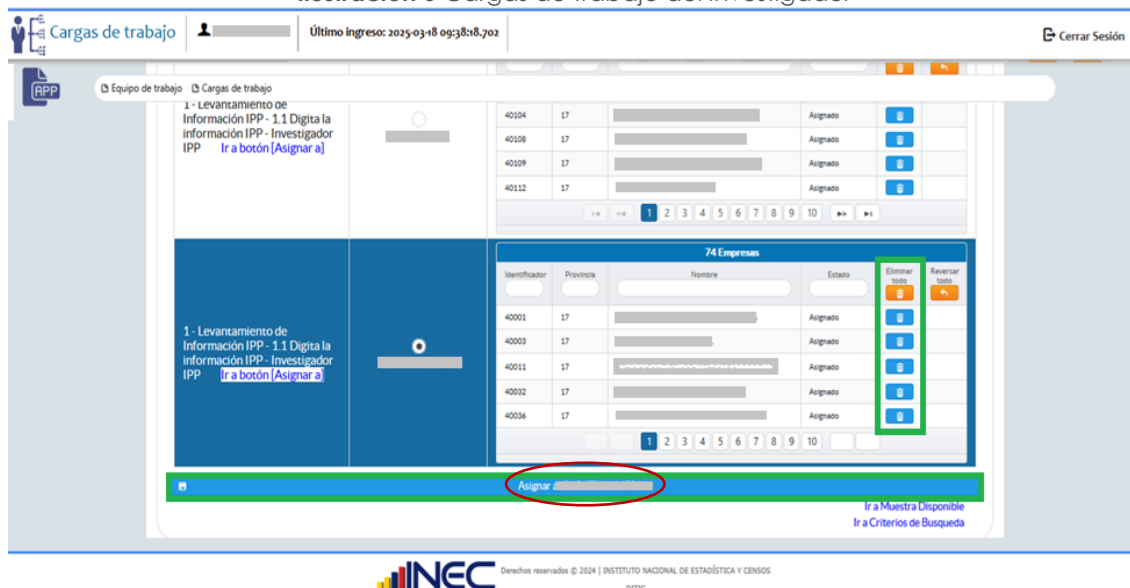 Cargas de trabajo del Investigador
Cargas de trabajo
Último ingreso: 2025-03-18 09:38:18.702
Cerrar Sesión
APP
Equipo de trabajo Cargas de trabajo
1 - Levantamiento de
Información IPP - 1.1 Digita la
información IPP - Investigador
IPP Ir a botón [Asignar a]
40104 17 Asignado
40108 17 Asignado
40109 17 Asignado
40112 17 Asignado
1 2 3 4 5 6 7 8 9 10
74 Empresas
Identificador Provincia Nombre Estado Eliminar todo Reversar todo
1 - Levantamiento de
Información IPP - 1.1 Digita la
información IPP - Investigador
IPP Ir a botón [Asignar a]
40001 17 Asignado
40003 17 Asignado
40011 17 Asignado
40032 17 Asignado
40036 17 Asignado
1 2 3 4 5 6 7 8 9 10
Asignar a
Ir a Muestra Disponible
Ir a Criterios de Busqueda
INEC
Derechos reservados © 2024 | INSTITUTO NACIONAL DE ESTADÍSTICA Y CENSOS